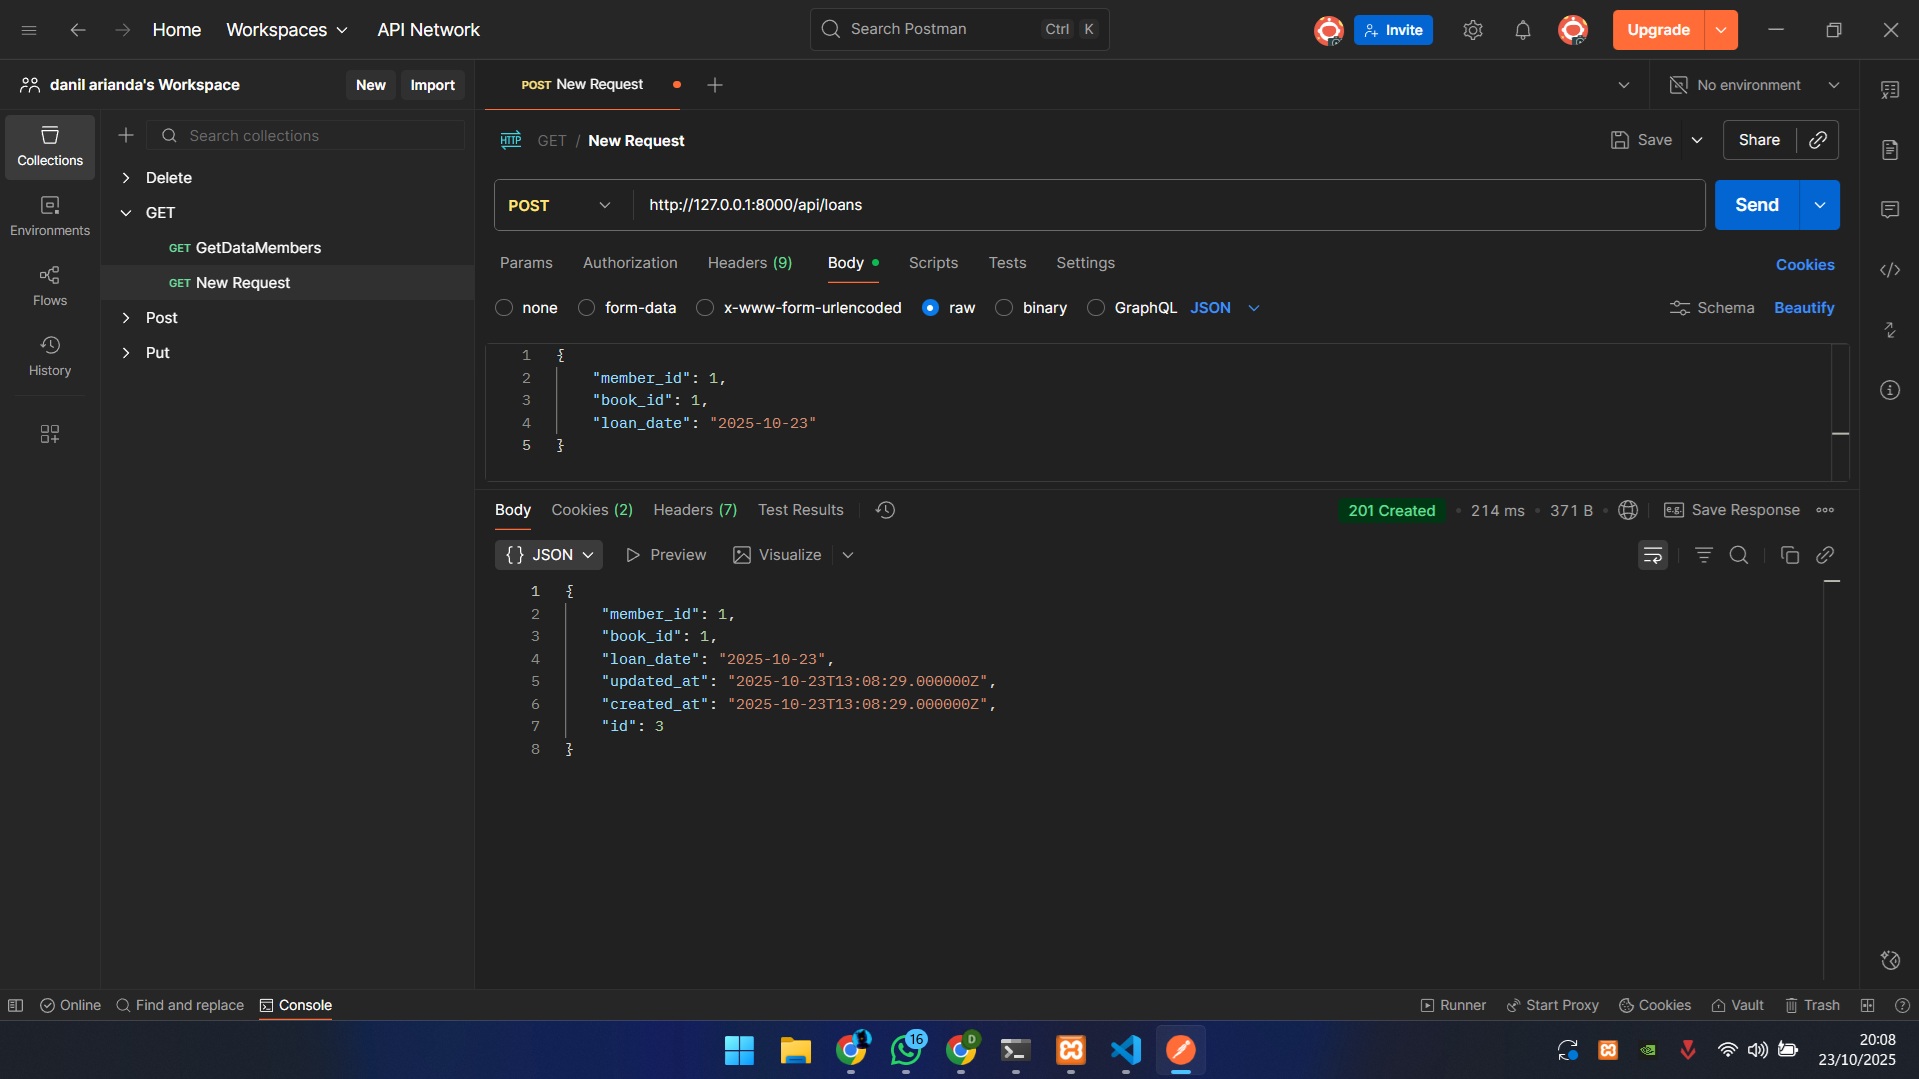 Home
Workspaces
API Network
Search Postman
Ctrl
K
Invite
Upgrade
danil arianda's Workspace
New
Import
POST New Request
No environment
Collections
Environments
Flows
History
Search collections
Delete
GET
GET GetDataMembers
GET New Request
Post
Put
HTTP GET / New Request
Save
Share
POST
http://127.0.0.1:8000/api/loans
Send
Params
Authorization
Headers (9)
Body
Scripts
Tests
Settings
Cookies
none
form-data
x-www-form-urlencoded
raw
binary
GraphQL
JSON
Schema
Beautify
1 {
2 "member_id": 1,
3 "book_id": 1,
4 "loan_date": "2025-10-23"
5 }
Body
Cookies (2)
Headers (7)
Test Results
201 Created
214 ms
371 B
e.g. Save Response
{} JSON
Preview
Visualize
1 {
2 "member_id": 1,
3 "book_id": 1,
4 "loan_date": "2025-10-23",
5 "updated_at": "2025-10-23T13:08:29.000000Z",
6 "created_at": "2025-10-23T13:08:29.000000Z",
7 "id": 3
8 }
Online
Find and replace
Console
Runner
Start Proxy
Cookies
Vault
Trash
16
D
20:08
23/10/2025